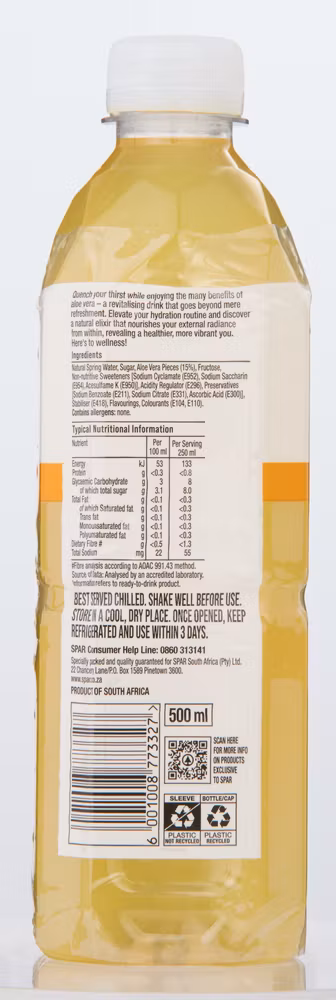 Quench your thirst while enjoying the many benefits of
aloe vera – a revitalising drink that goes beyond mere
refreshment. Elevate your hydration routine and discover
a natural elixir that nourishes your external radiance
from within, revealing a healthier, more vibrant you.
Here's to wellness!
Ingredients
Natural Spring Water, Sugar, Aloe Vera Pieces (15%), Fructose,
Non-nutritive Sweeteners [Sodium Cyclamate (E952), Sodium Saccharin
(E954), Acesulfame K (E950)], Acidity Regulator (E296), Preservatives
[Sodium Benzoate (E211), Sodium Citrate (E331), Ascorbic Acid (E300)],
Stabiliser (E418), Flavourings, Colourants (E104, E110).
Contains allergens: none.
Typical Nutritional Information
Nutrient Per 100 ml Per Serving 250 ml
Energy kJ 53 133
Protein g <0.3 <0.8
Glycaemic Carbohydrate g 3 8
of which total sugar g 3.1 8.0
Total Fat g <0.1 <0.3
of which Saturated fat g <0.1 <0.3
Trans fat g <0.1 <0.3
Monounsaturated fat g <0.1 <0.3
Polyunsaturated fat g <0.1 <0.3
Dietary Fibre # g <0.5 <1.3
Total Sodium mg 22 55
#Fibre analysis according to AOAC 991.43 method.
Source of data: Analysed by an accredited laboratory.
Information refers to ready-to-drink product.
BEST SERVED CHILLED. SHAKE WELL BEFORE USE.
STORE IN A COOL, DRY PLACE. ONCE OPENED, KEEP
REFRIGERATED AND USE WITHIN 3 DAYS.
SPAR Consumer Help Line: 0860 313141
Specially packed and quality guaranteed for SPAR South Africa (Pty) Ltd.
22 Chancery Lane/P.O. Box 1589 Pinetown 3600.
www.spar.co.za
PRODUCT OF SOUTH AFRICA
500 ml
SCAN HERE
FOR MORE INFO
ON PRODUCTS
EXCLUSIVE
TO SPAR
SLEEVE BOTTLE/CAP
PLASTIC PLASTIC
NOT RECYCLED RECYCLED
6 001008 773327 >